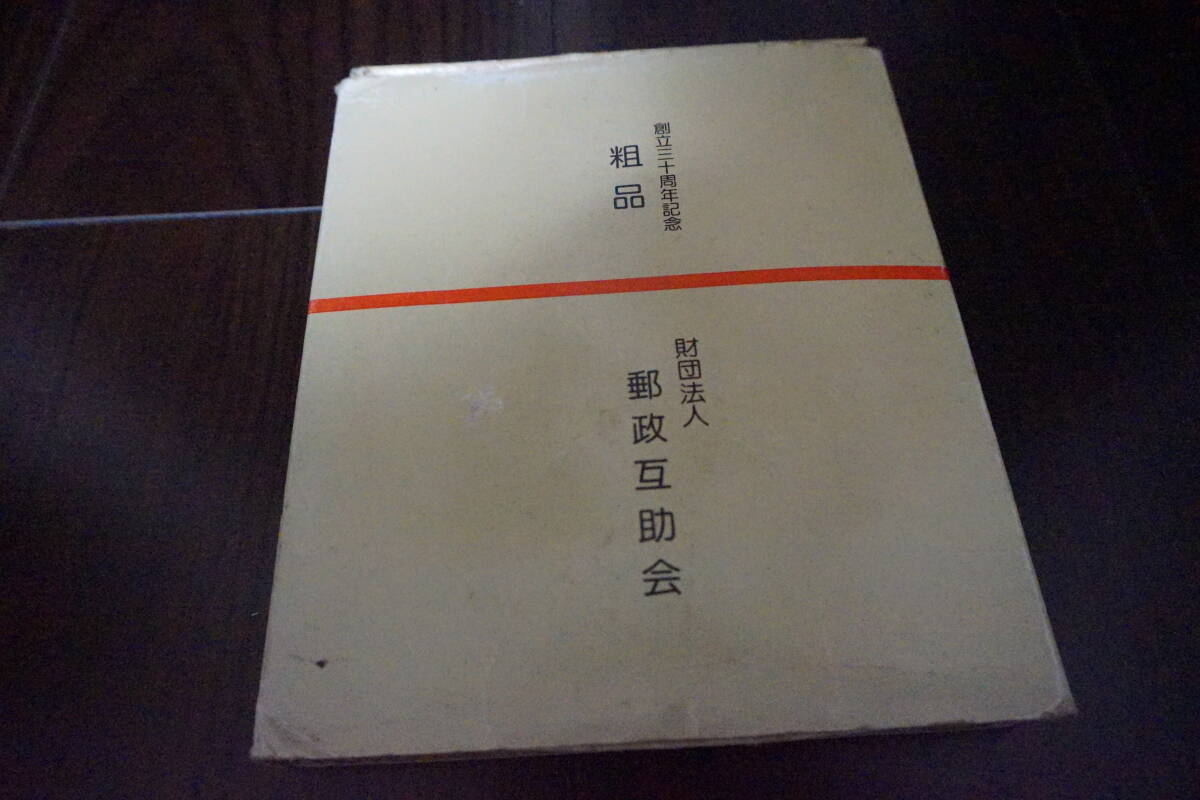 創立三十周年記念
粗品
財団法人
郵政互助会